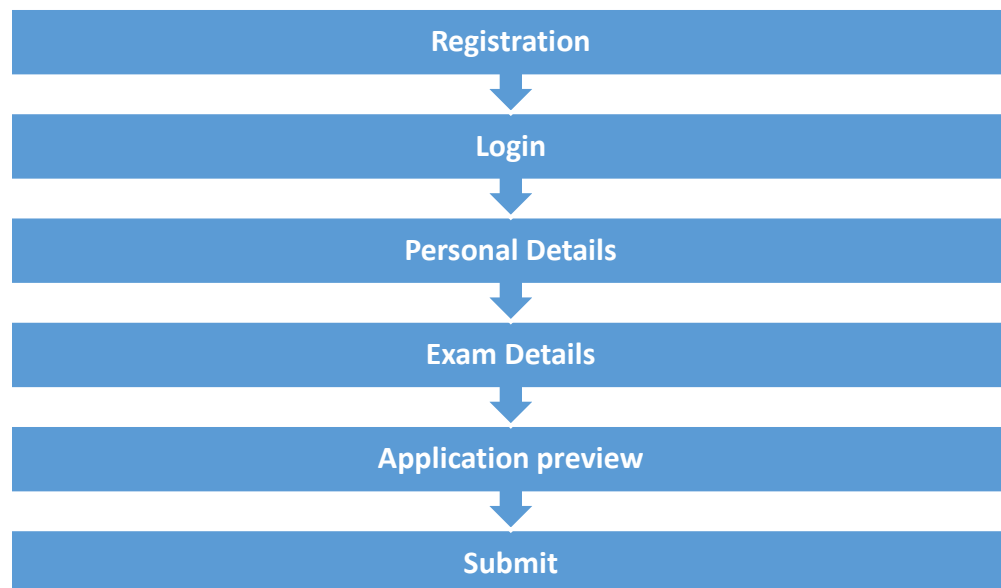 Registration
Login
Personal Details
Exam Details
Application preview
Submit